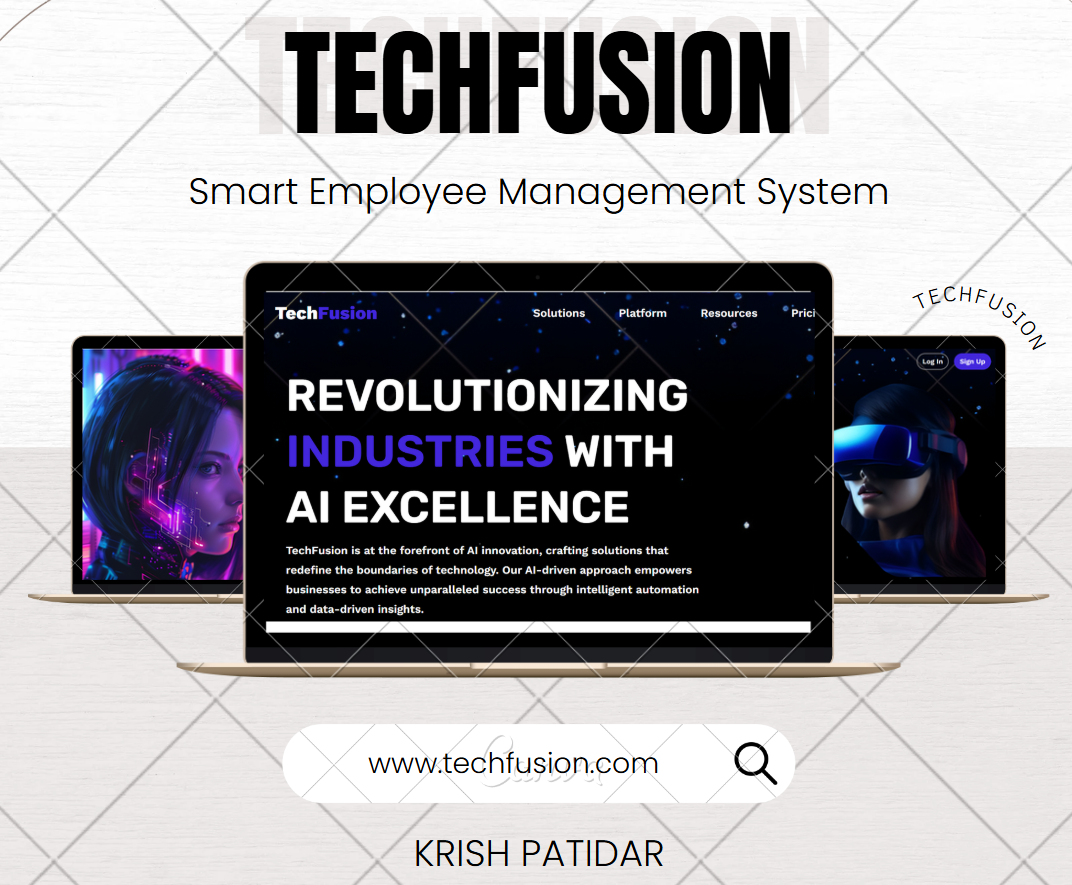 TECHFUSION
Smart Employee Management System
TECHFUSION
TechFusion Solutions Platform Resources Prici
Log In Sign Up
REVOLUTIONIZING
INDUSTRIES WITH
AI EXCELLENCE
TechFusion is at the forefront of AI innovation, crafting solutions that
redefine the boundaries of technology. Our AI-driven approach empowers
businesses to achieve unparalleled success through intelligent automation
and data-driven insights.
www.techfusion.com
Canva
KRISH PATIDAR